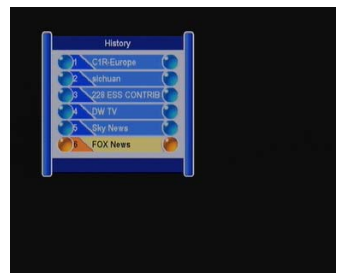 History
1 C1R-Europe
2 sichuan
3 229 ESS CONTRIB
4 DW TV
5 Sky News
6 FOX News